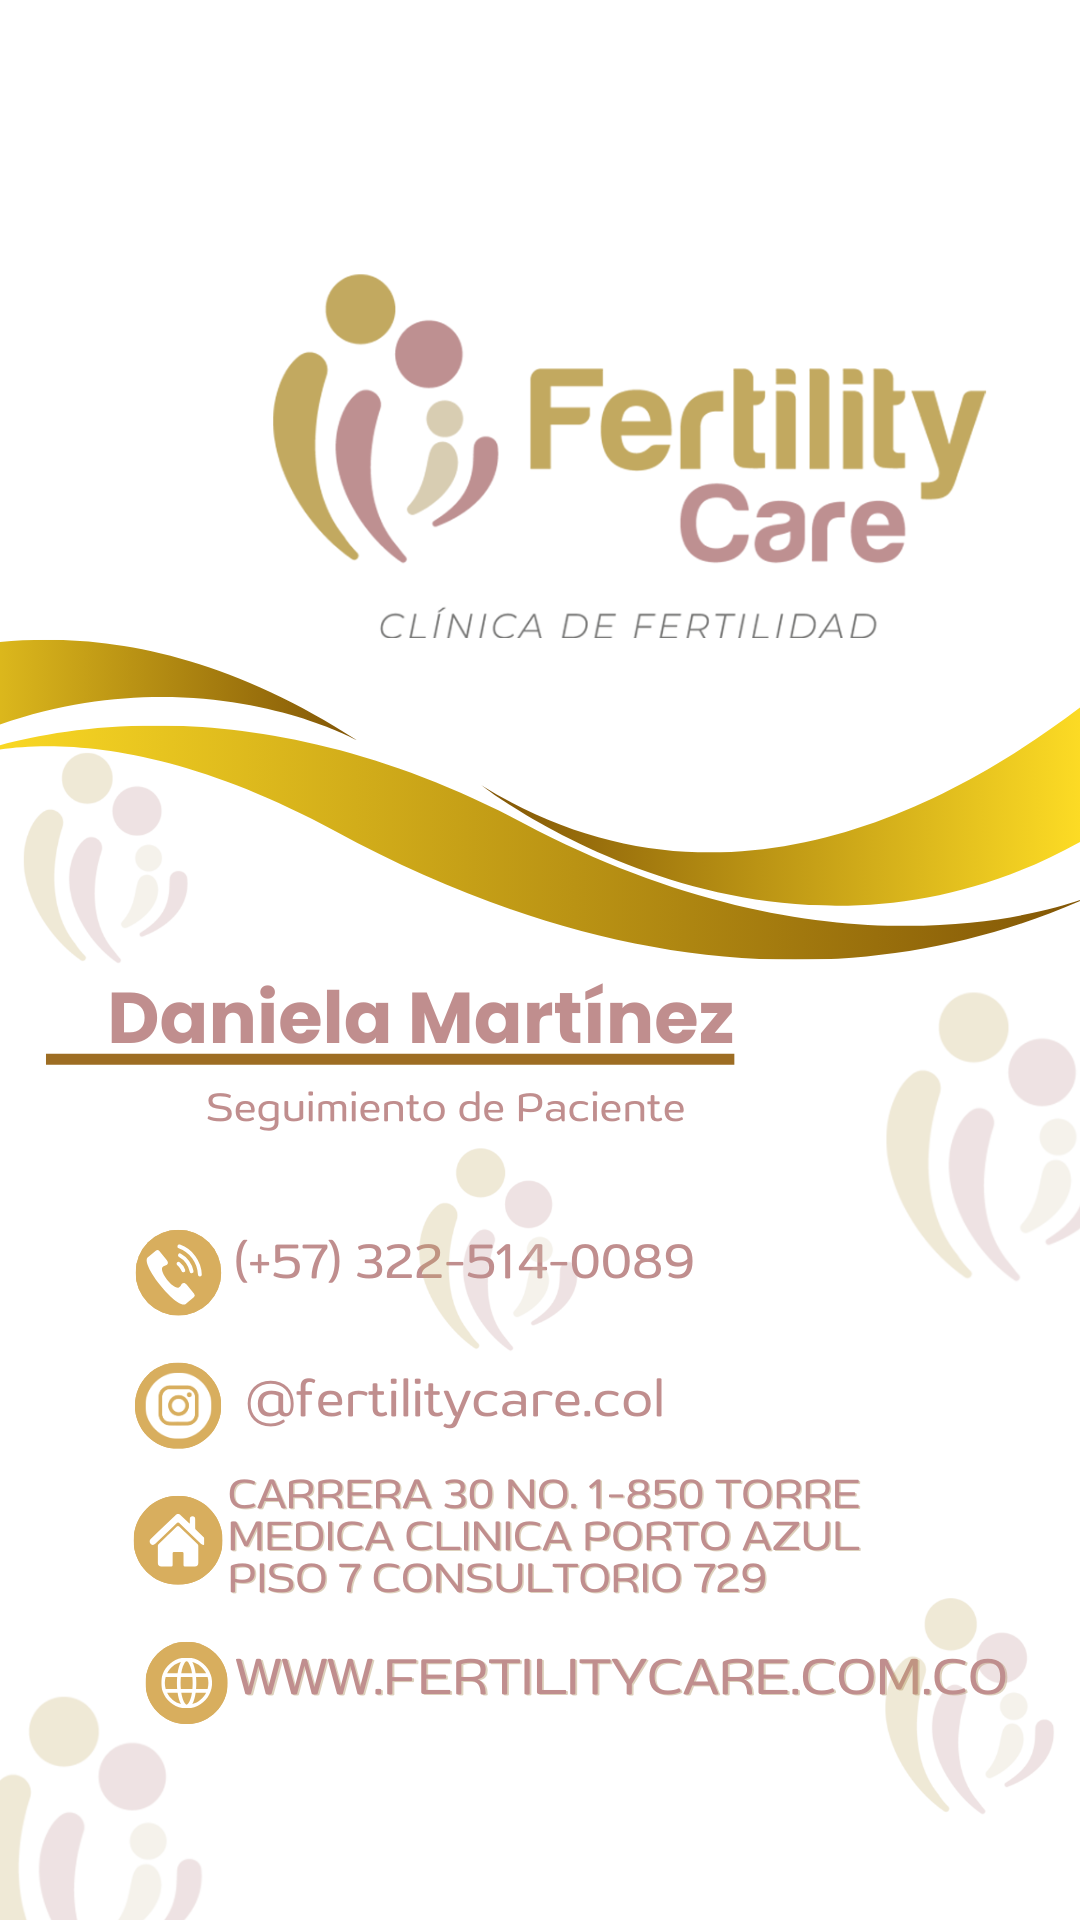 Fertility
Care
CLÍNICA DE FERTILIDAD
Daniela Martínez
Seguimiento de Paciente
(+57) 322-514-0089
@fertilitycare.col
CARRERA 30 NO. 1-850 TORRE
MEDICA CLINICA PORTO AZUL
PISO 7 CONSULTORIO 729
WWW.FERTILITYCARE.COM.CO